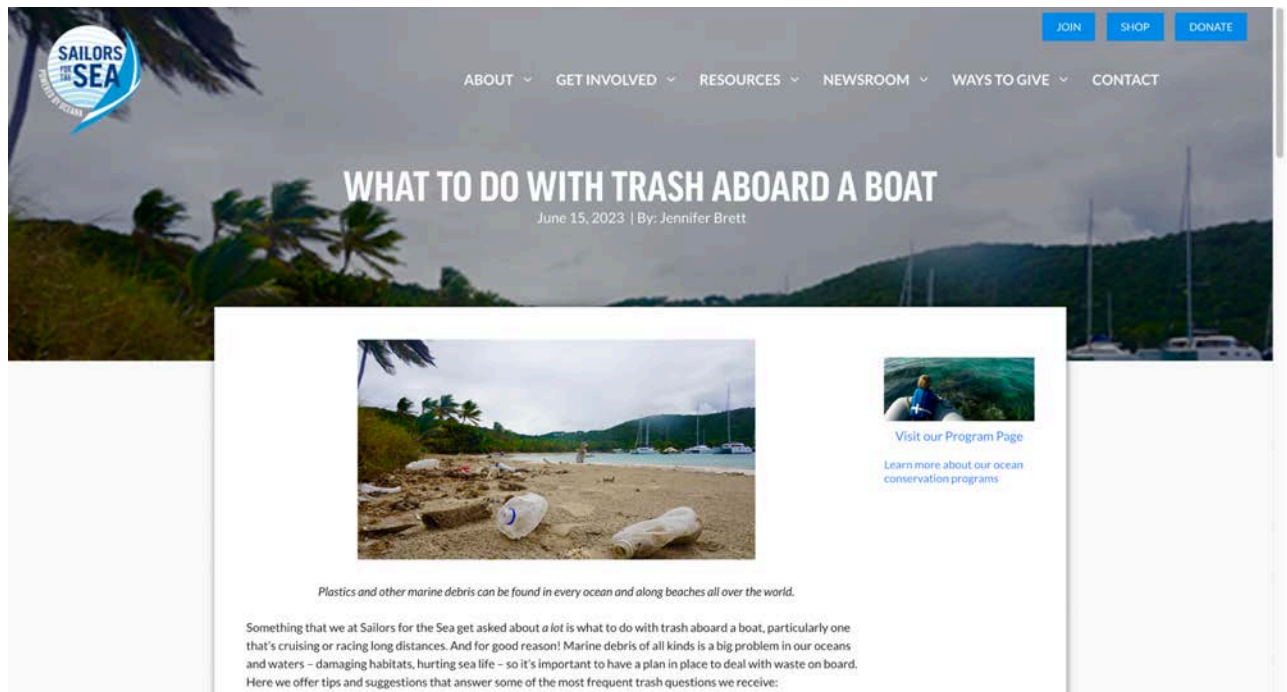 JOIN SHOP DONATE
SAILORS
FOR THE
SEA
POWERED BY OCEANA
ABOUT GET INVOLVED RESOURCES NEWSROOM WAYS TO GIVE CONTACT
WHAT TO DO WITH TRASH ABOARD A BOAT
June 15, 2023 | By: Jennifer Brett
Visit our Program Page
Learn more about our ocean
conservation programs
Plastics and other marine debris can be found in every ocean and along beaches all over the world.
Something that we at Sailors for the Sea get asked about a lot is what to do with trash aboard a boat, particularly one
that's cruising or racing long distances. And for good reason! Marine debris of all kinds is a big problem in our oceans
and waters – damaging habitats, hurting sea life – so it's important to have a plan in place to deal with waste on board.
Here we offer tips and suggestions that answer some of the most frequent trash questions we receive: